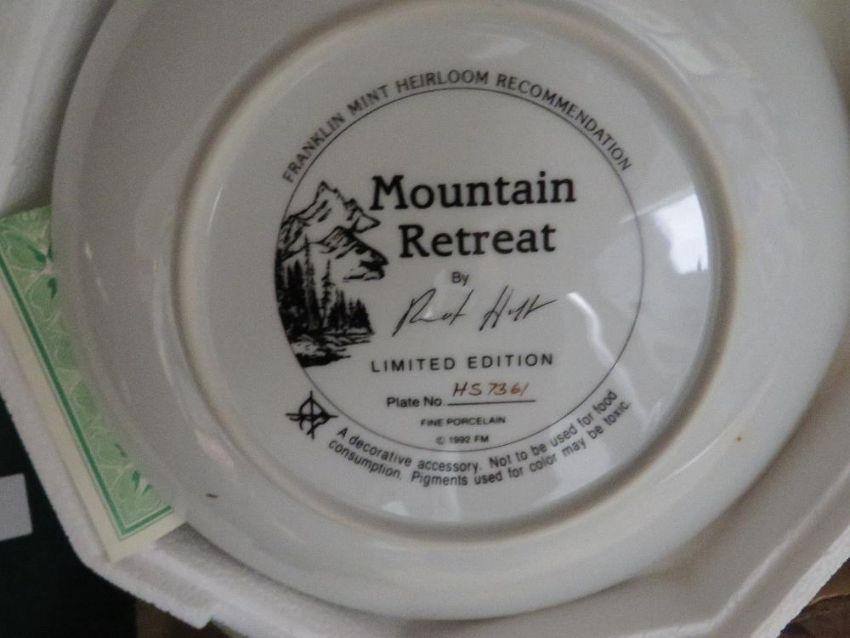 FRANKLIN MINT HEIRLOOM RECOMMENDATION
Mountain
Retreat
By
LIMITED EDITION
Plate No. HS7361
FINE PORCELAIN
© 1992 FM
A decorative accessory. Not to be used for food
consumption. Pigments used for color may be toxic.